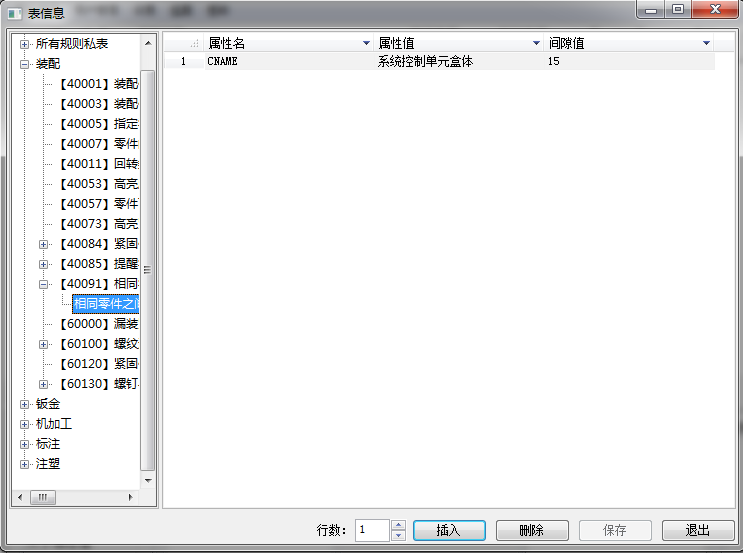 表信息
所有规则私表
装配
【40001】装配
【40003】装配
【40005】指定
【40007】零件
【40011】回转
【40053】高亮
【40057】零件
【40073】高亮
【40084】紧固
【40085】提醒
【40091】相同
相同零件之间
【60000】漏装
【60100】螺纹
【60120】紧固
【60130】螺钉
钣金
机加工
标注
注塑
属性名 属性值 间隙值
1 CNAME 系统控制单元盒体 15
行数: 1 插入 删除 保存 退出